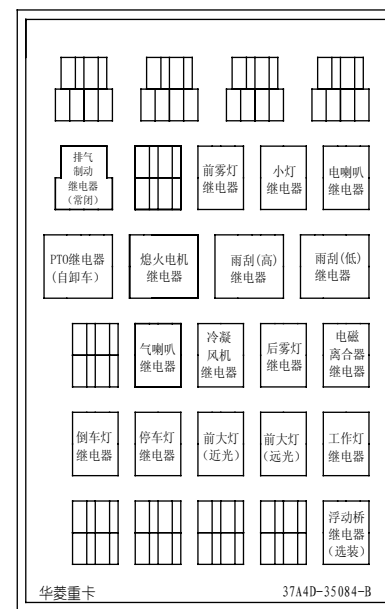 排气
制动
继电器
(常闭)
前雾灯
继电器
小灯
继电器
电喇叭
继电器
PTO继电器
(自卸车)
熄火电机
继电器
雨刮(高)
继电器
雨刮(低)
继电器
气喇叭
继电器
冷凝
风机
继电器
后雾灯
继电器
电磁
离合器
继电器
倒车灯
继电器
停车灯
继电器
前大灯
(近光)
前大灯
(远光)
工作灯
继电器
浮动桥
继电器
(选装)
华菱重卡 37A4D-35084-B